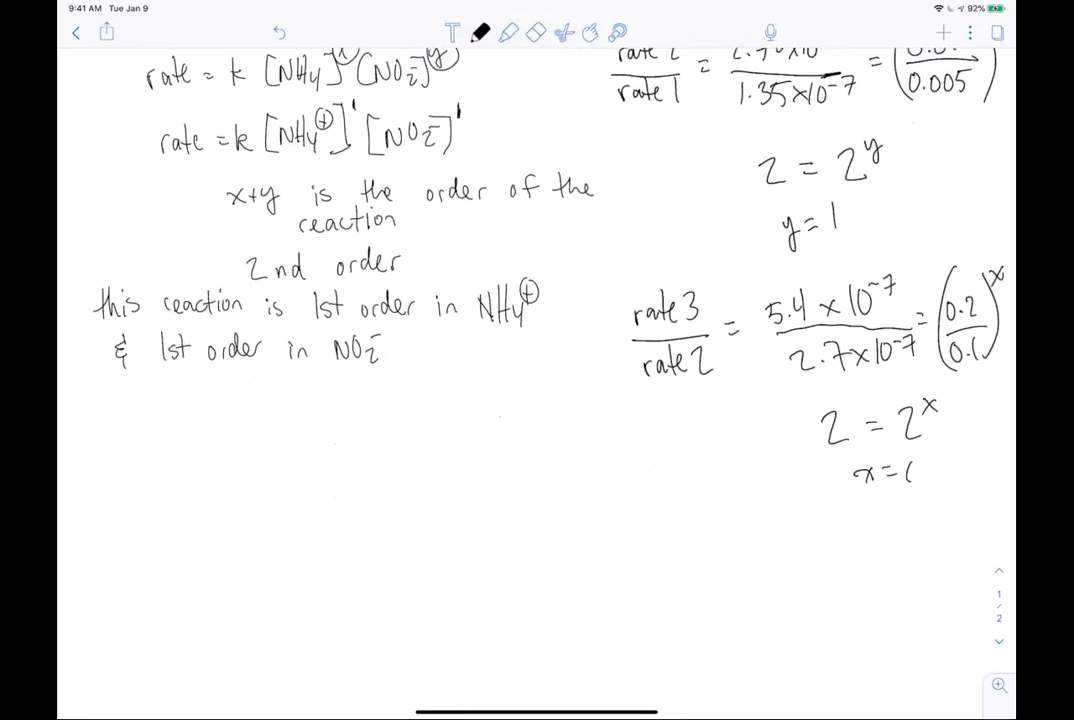 9:41 AM Tue Jan 9
92%
T
rate = k [NH4]^x [NO2⁻]^y
rate = k [NH4⁺]¹ [NO2⁻]¹
x+y is the order of the
reaction
2nd order
this reaction is 1st order in NH4⁺
& 1st order in NO2⁻
rate 2 / rate 1 = / 1.35×10⁻⁷ = ( / 0.005)
2 = 2^y
y = 1
rate 3 / rate 2 = 5.4 × 10⁻⁷ / 2.7×10⁻⁷ = (0.2 / 0.1)^x
2 = 2^x
x = 1
1
/
2